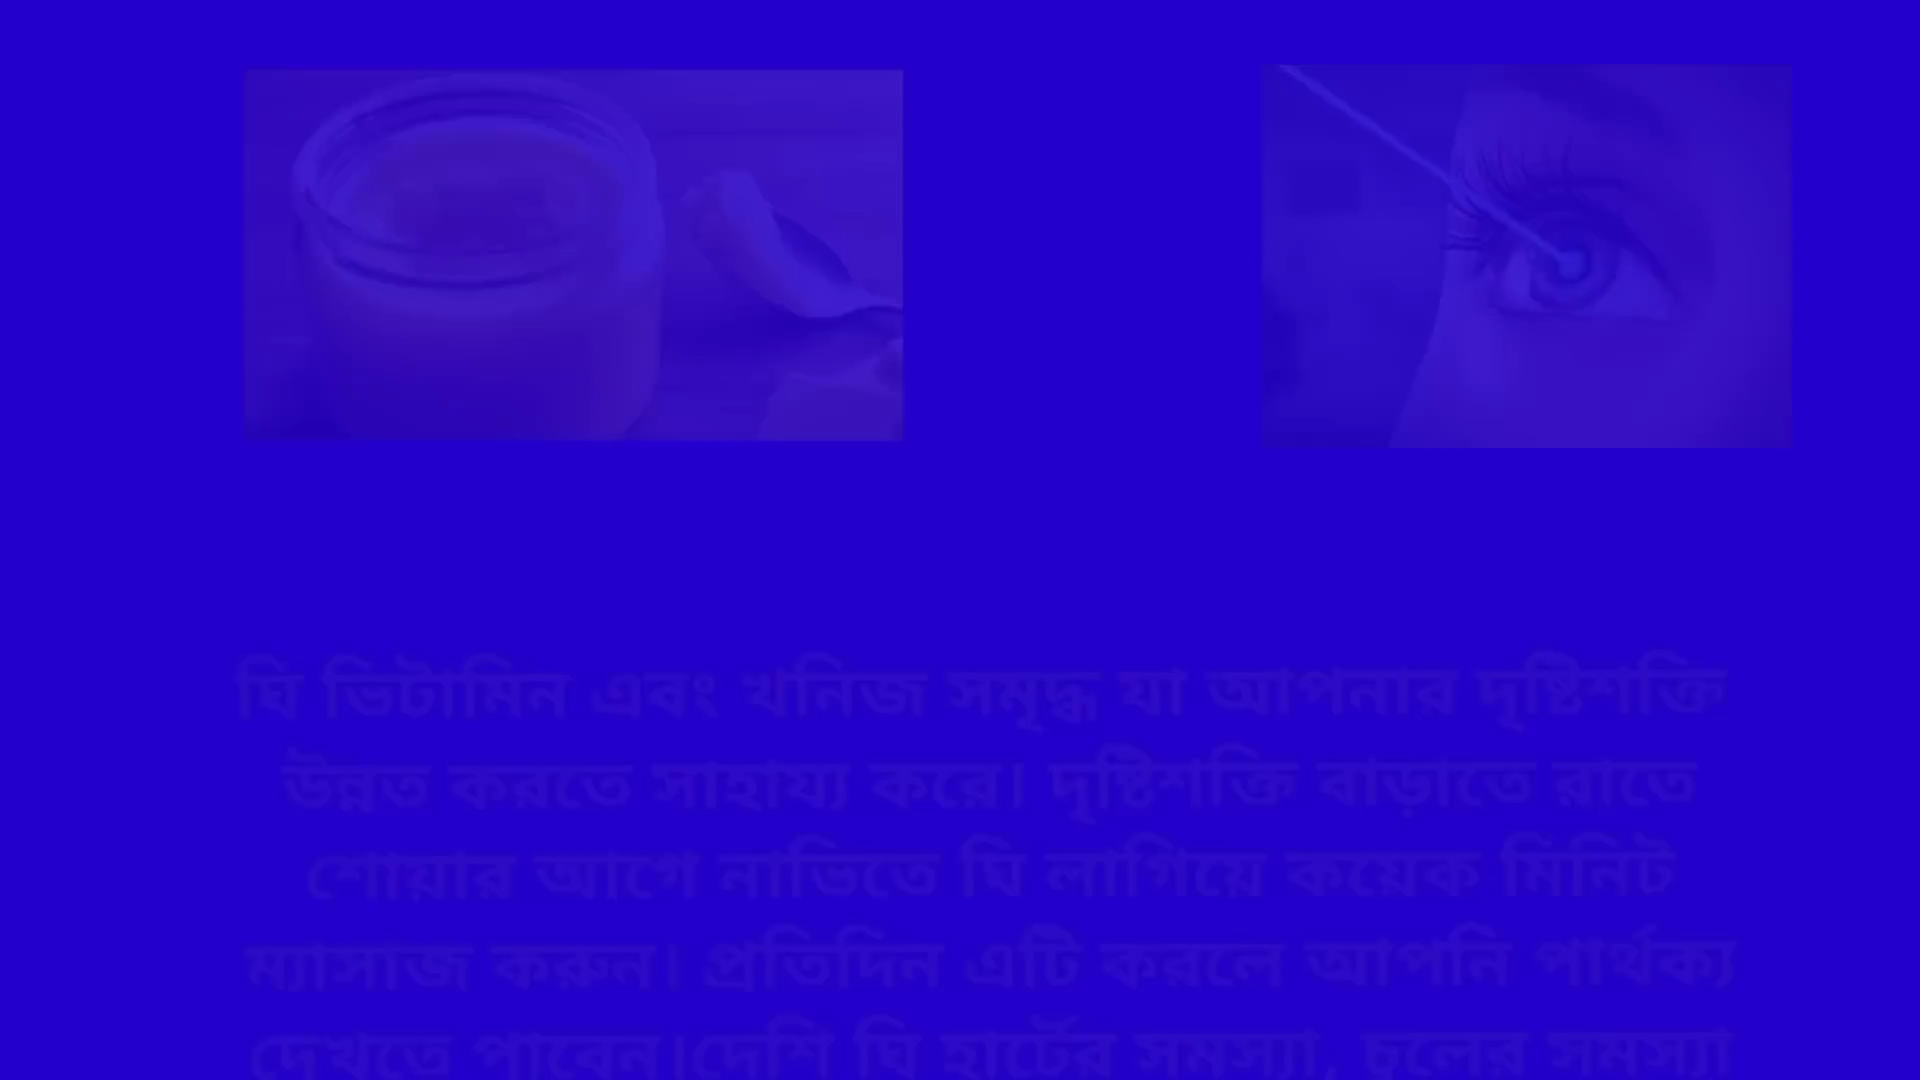 ঘি ভিটামিন এবং খনিজ সমৃদ্ধ যা আপনার দৃষ্টিশক্তি
উন্নত করতে সাহায্য করে। দৃষ্টিশক্তি বাড়াতে রাতে
শোয়ার আগে নাভিতে ঘি লাগিয়ে কয়েক মিনিট
ম্যাসাজ করুন। প্রতিদিন এটি করলে আপনি পার্থক্য
দেখতে পাবেন।দেশি ঘি হার্টের সমস্যা, চুলের সমস্যা